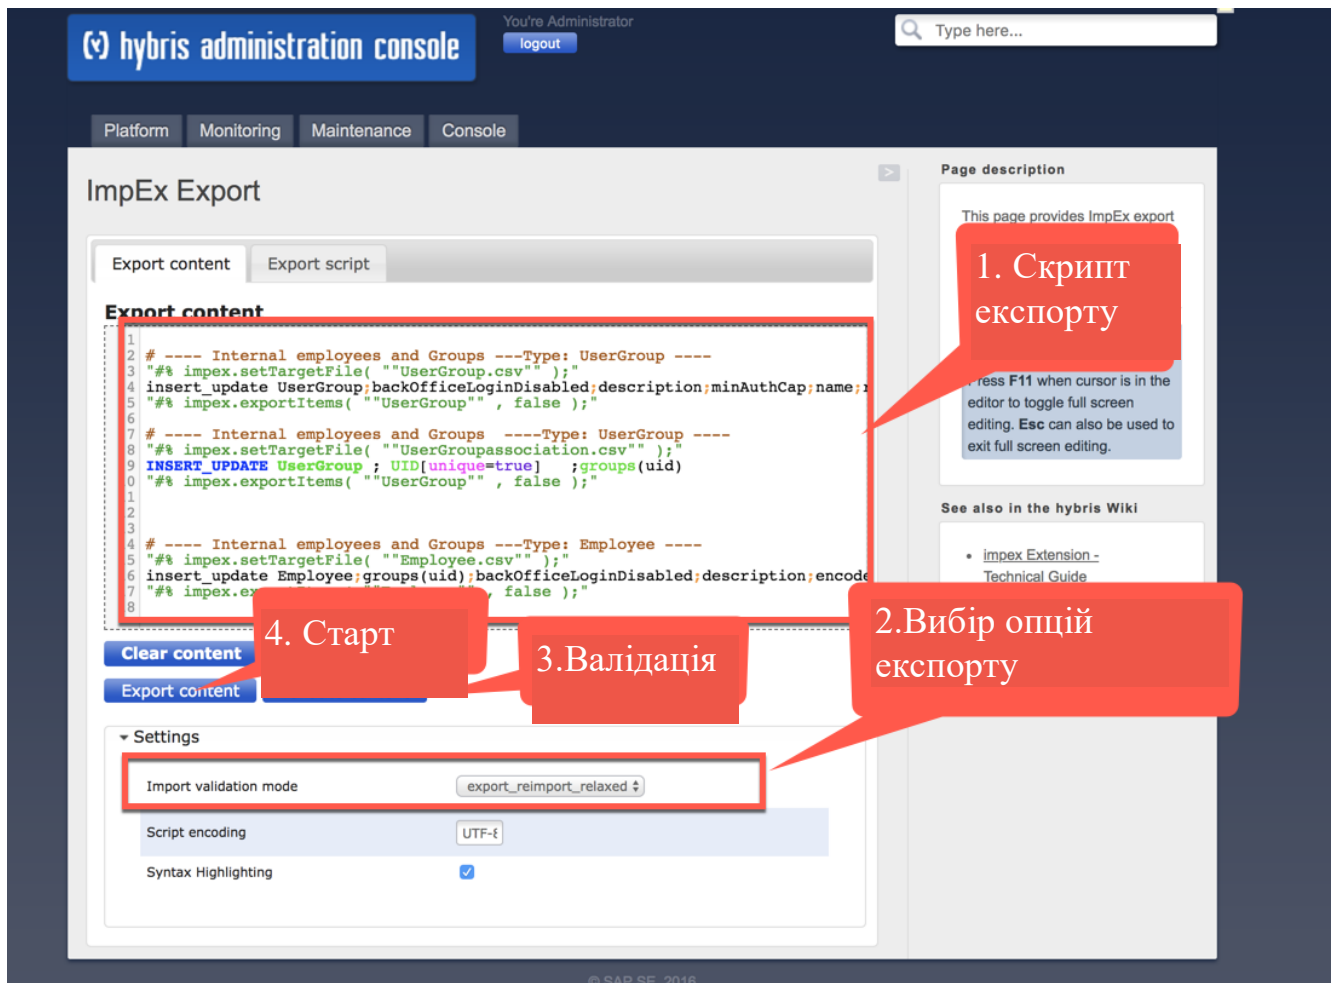 hybris administration console
You're Administrator
logout
Type here...
Platform
Monitoring
Maintenance
Console
ImpEx Export
>
Export content
Export script
Export content
1
2 # ---- Internal employees and Groups ---Type: UserGroup ----
3 "#% impex.setTargetFile( ""UserGroup.csv"" );"
4 insert_update UserGroup;backOfficeLoginDisabled;description;minAuthCap;name;r
5 "#% impex.exportItems( ""UserGroup"" , false );"
6
7 # ---- Internal employees and Groups ----Type: UserGroup ----
8 "#% impex.setTargetFile( ""UserGroupassociation.csv"" );"
9 INSERT_UPDATE UserGroup ; UID[unique=true] ;groups(uid)
0 "#% impex.exportItems( ""UserGroup"" , false );"
1
2
3
4 # ---- Internal employees and Groups ---Type: Employee ----
5 "#% impex.setTargetFile( ""Employee.csv"" );"
6 insert_update Employee;groups(uid);backOfficeLoginDisabled;description;encode
7 "#% impex.ex , false );"
8
Clear content
Export content
4. Старт
3.Валідація
Settings
Import validation mode
export_reimport_relaxed
Script encoding
UTF-8
Syntax Highlighting
Page description
This page provides ImpEx export
1. Скрипт
експорту
Press F11 when cursor is in the
editor to toggle full screen
editing. Esc can also be used to
exit full screen editing.
See also in the hybris Wiki
impex Extension -
Technical Guide
2.Вибір опцій
експорту
© SAP SE, 2016